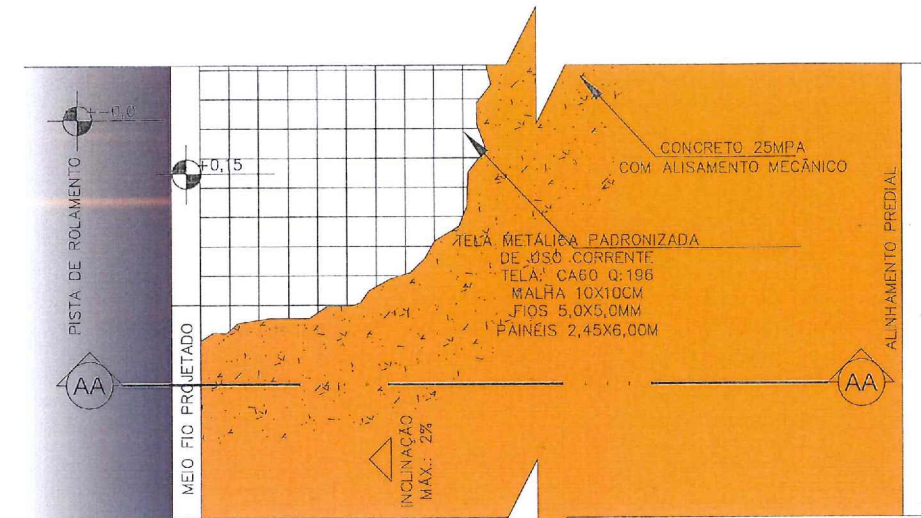 +-0,0
+0,15
PISTA DE ROLAMENTO
MEIO FIO PROJETADO
CONCRETO 25MPA
COM ALISAMENTO MECÂNICO
TELA METÁLICA PADRONIZADA
DE USO CORRENTE
TELA: CA60 Q:196
MALHA 10X10CM
FIOS 5,0X5,0MM
PAINÉIS 2,45X6,00M
ALINHAMENTO PREDIAL
AA
AA
INCLINAÇÃO
MÁX.: 2%